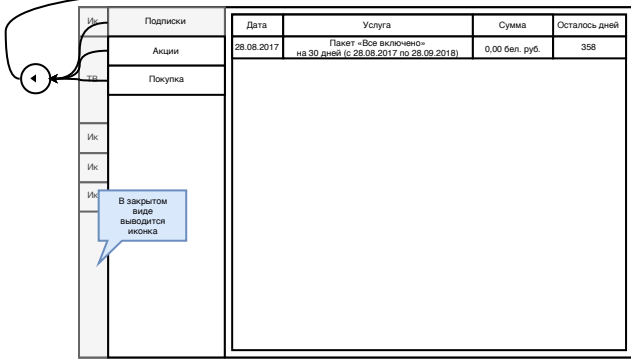 Ик
Подписки
Акции
ТВ
Покупка
Ик
Ик
Ик
В закрытом
виде
выводится
иконка
Дата
Услуга
Сумма
Осталось дней
28.08.2017
Пакет «Все включено»
на 30 дней (с 28.08.2017 по 28.09.2018)
0,00 бел. руб.
358